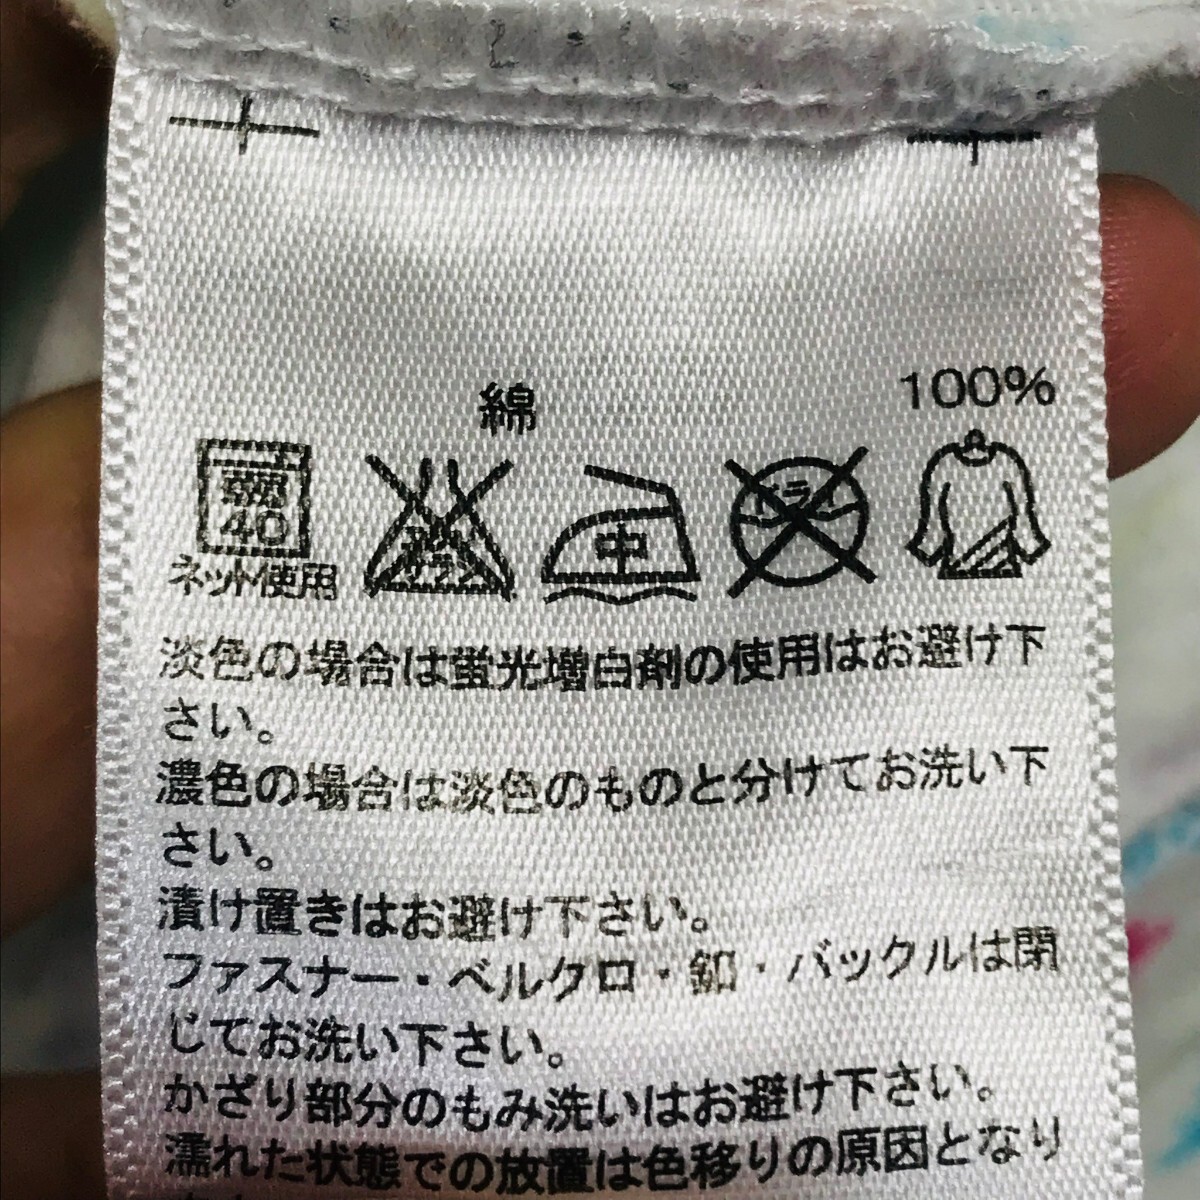 綿 100%
弱 40 中 ドライ
ネット使用
淡色の場合は蛍光増白剤の使用はお避け下
さい。
濃色の場合は淡色のものと分けてお洗い下
さい。
漬け置きはお避け下さい。
ファスナー・ベルクロ・釦・バックルは閉
じてお洗い下さい。
かざり部分のもみ洗いはお避け下さい。
濡れた状態での放置は色移りの原因となり